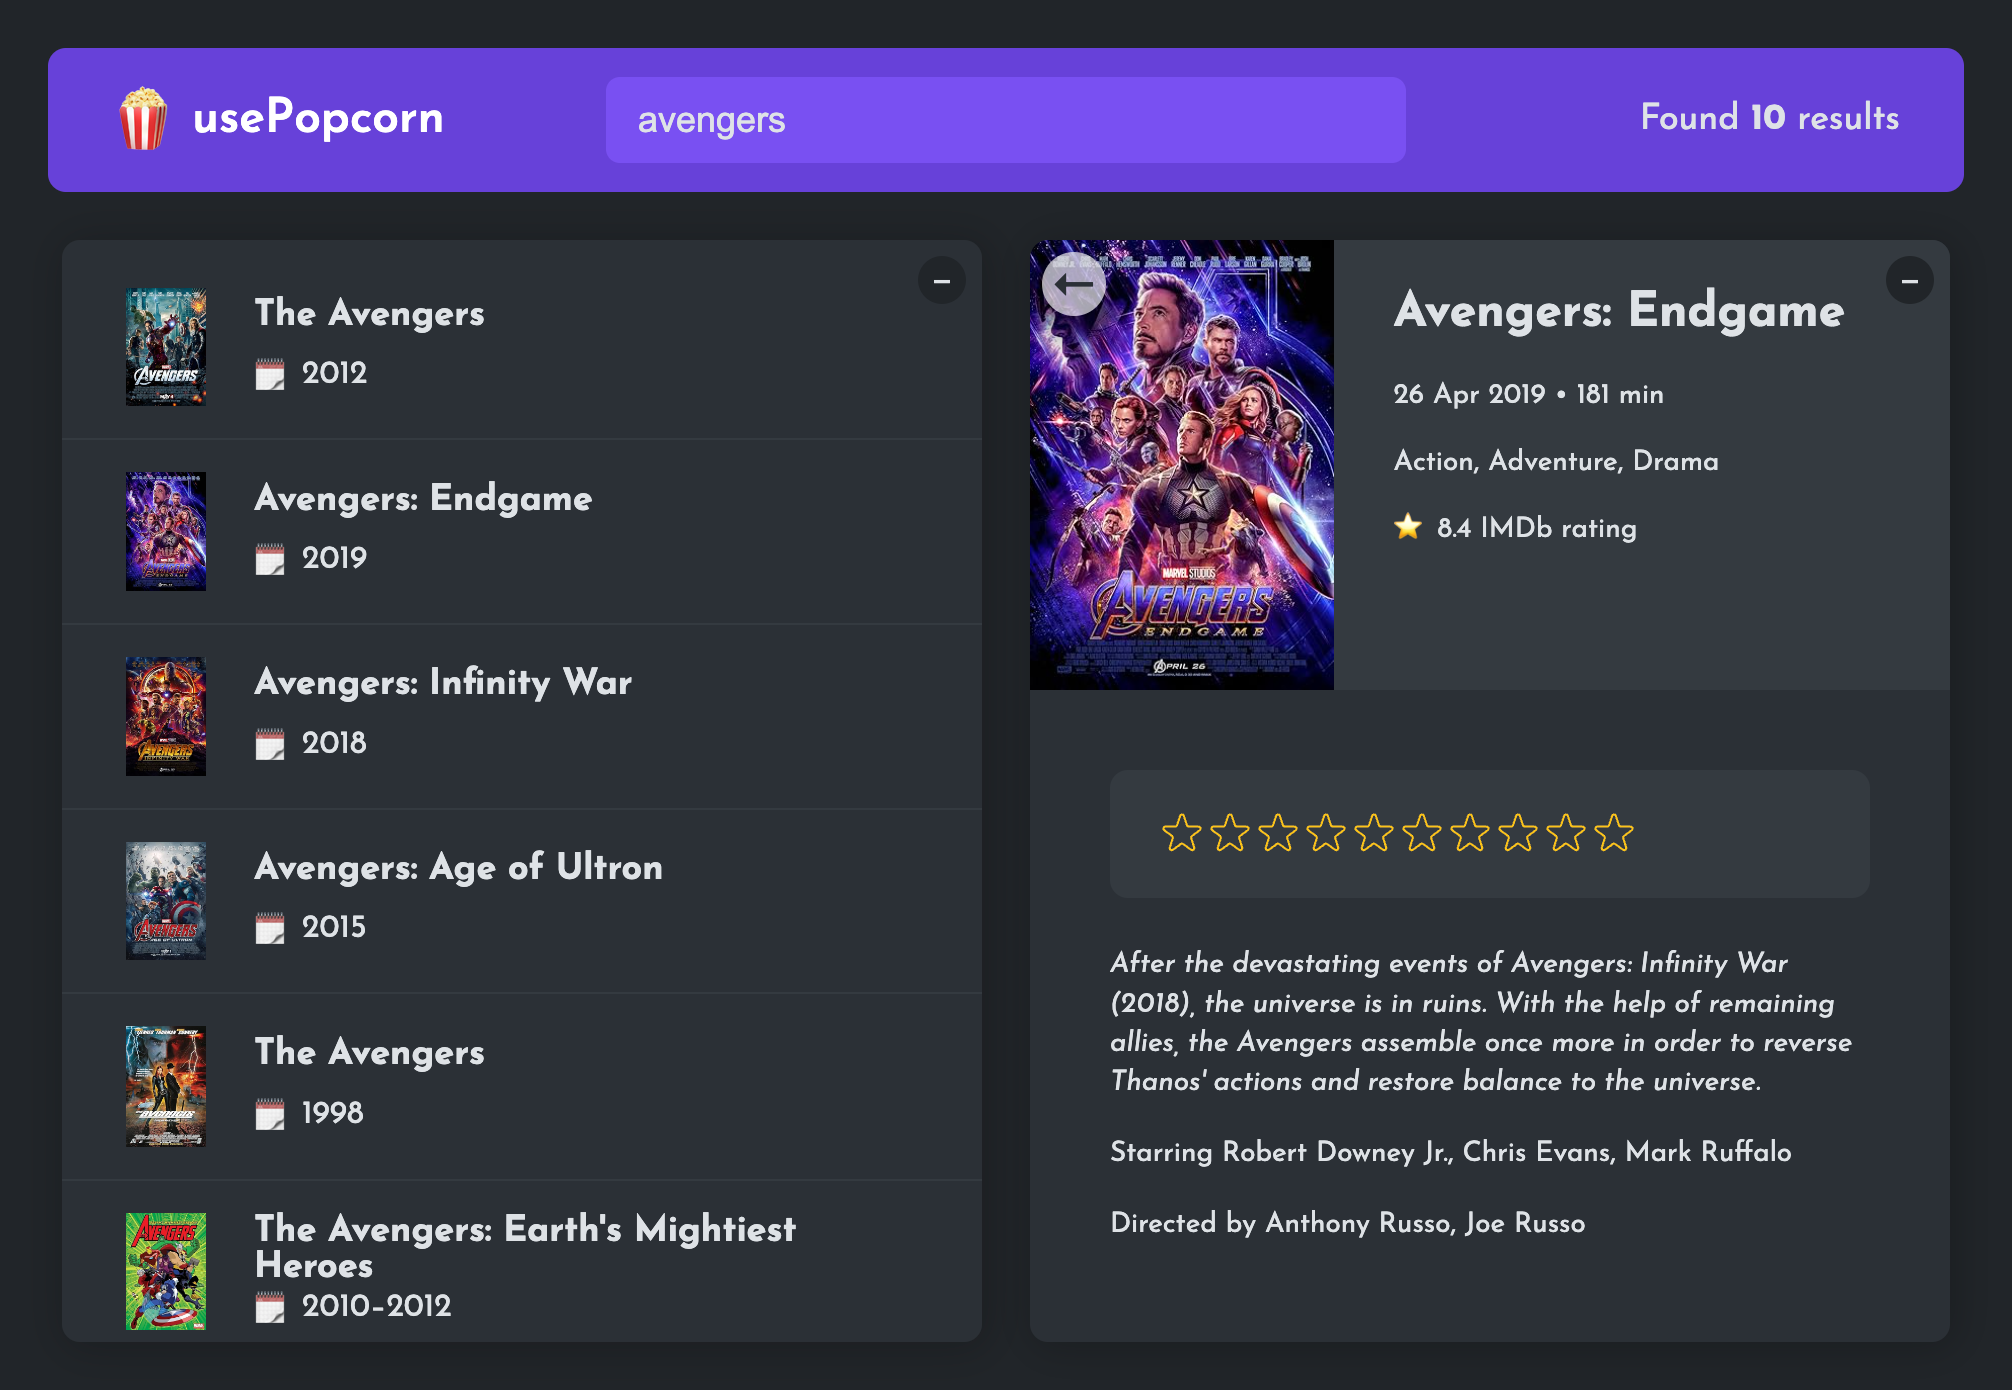 usePopcorn
avengers
Found 10 results
The Avengers
2012
Avengers: Endgame
2019
Avengers: Infinity War
2018
Avengers: Age of Ultron
2015
The Avengers
1998
The Avengers: Earth's Mightiest
Heroes
2010–2012
MARVEL STUDIOS
AVENGERS
ENDGAME
APRIL 26
Avengers: Endgame
26 Apr 2019 • 181 min
Action, Adventure, Drama
8.4 IMDb rating
After the devastating events of Avengers: Infinity War
(2018), the universe is in ruins. With the help of remaining
allies, the Avengers assemble once more in order to reverse
Thanos' actions and restore balance to the universe.
Starring Robert Downey Jr., Chris Evans, Mark Ruffalo
Directed by Anthony Russo, Joe Russo